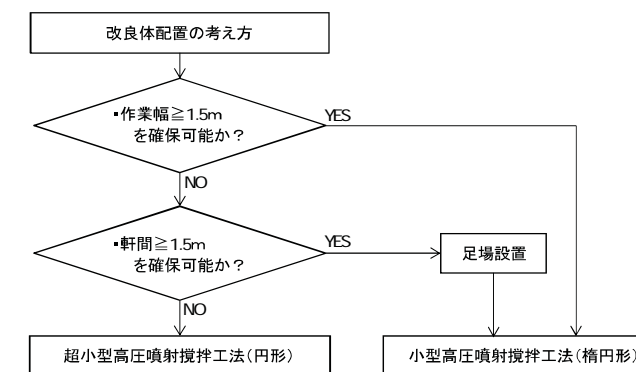 改良体配置の考え方
▪作業幅≧1.5m
を確保可能か？
YES
NO
▪軒間≧1.5m
を確保可能か？
YES
足場設置
NO
超小型高圧噴射撹拌工法（円形）
小型高圧噴射撹拌工法（楕円形）